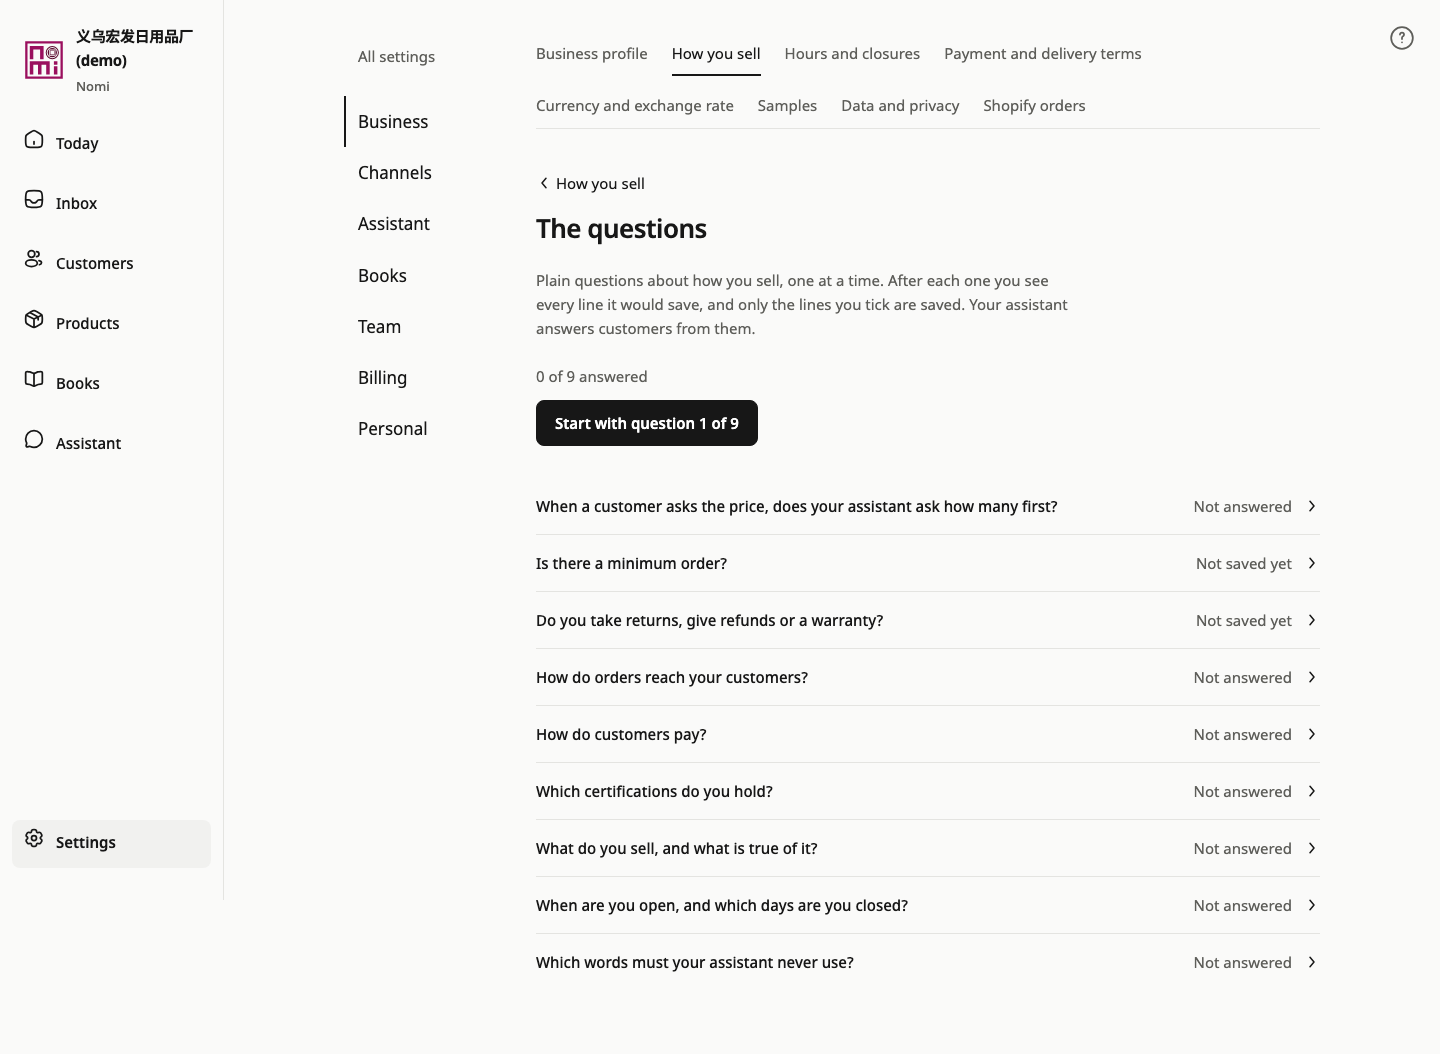 nomi
义乌宏发日用品厂
(demo)
Nomi
Today
Inbox
Customers
Products
Books
Assistant
Settings
All settings
Business
Channels
Assistant
Books
Team
Billing
Personal
Business profile
How you sell
Hours and closures
Payment and delivery terms
Currency and exchange rate
Samples
Data and privacy
Shopify orders
How you sell
The questions
Plain questions about how you sell, one at a time. After each one you see
every line it would save, and only the lines you tick are saved. Your assistant
answers customers from them.
0 of 9 answered
Start with question 1 of 9
When a customer asks the price, does your assistant ask how many first? Not answered
Is there a minimum order? Not saved yet
Do you take returns, give refunds or a warranty? Not saved yet
How do orders reach your customers? Not answered
How do customers pay? Not answered
Which certifications do you hold? Not answered
What do you sell, and what is true of it? Not answered
When are you open, and which days are you closed? Not answered
Which words must your assistant never use? Not answered